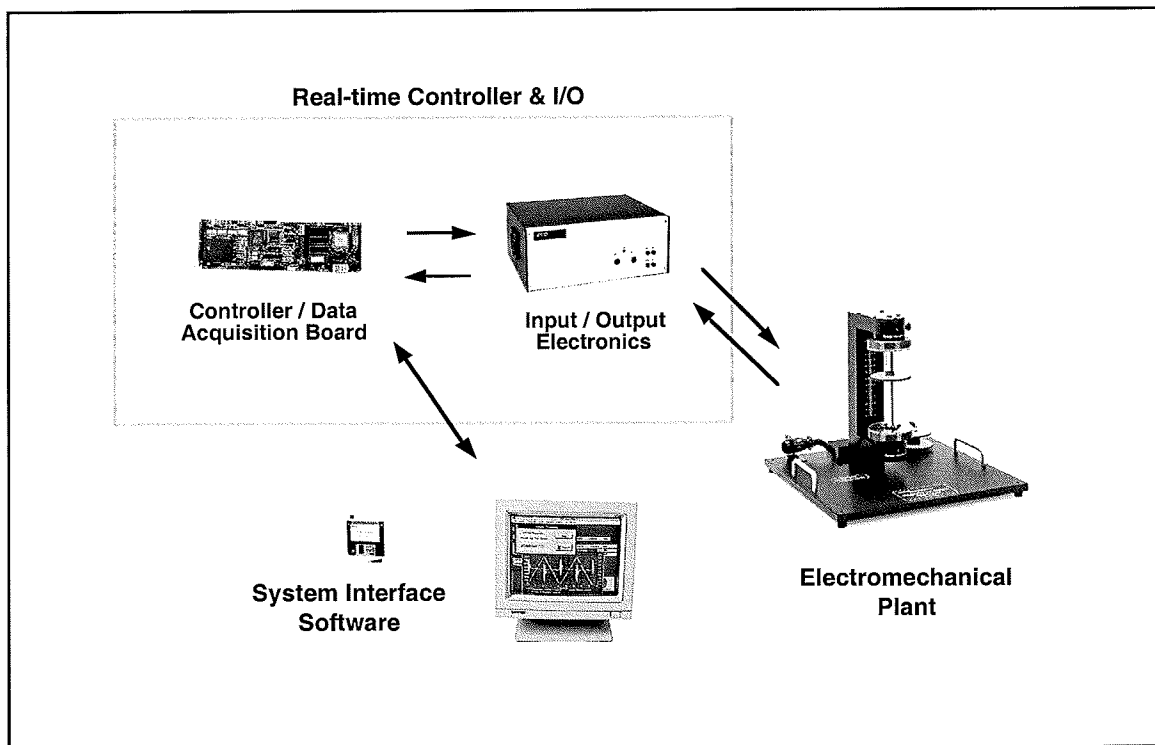 Real-time Controller & I/O
Controller / Data
Acquisition Board
Input / Output
Electronics
System Interface
Software
Electromechanical
Plant